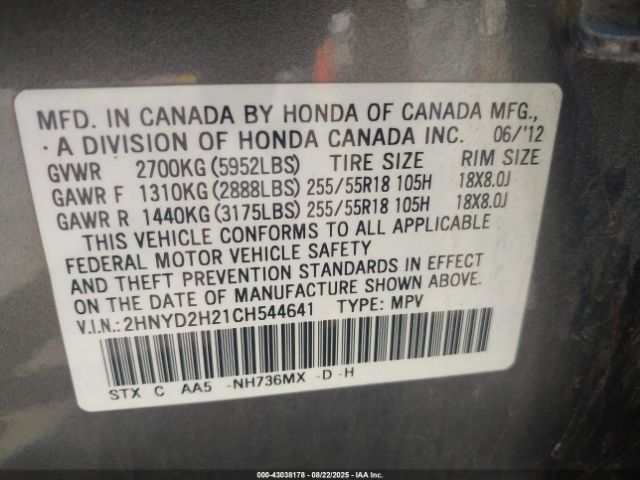 MFD. IN CANADA BY HONDA OF CANADA MFG.,
A DIVISION OF HONDA CANADA INC. 06/'12
GVWR 2700KG (5952LBS) TIRE SIZE RIM SIZE
GAWR F 1310KG (2888LBS) 255/55R18 105H 18X8.0J
GAWR R 1440KG (3175LBS) 255/55R18 105H 18X8.0J
THIS VEHICLE CONFORMS TO ALL APPLICABLE
FEDERAL MOTOR VEHICLE SAFETY
AND THEFT PREVENTION STANDARDS IN EFFECT
ON THE DATE OF MANUFACTURE SHOWN ABOVE.
V.I.N.: 2HNYD2H21CH544641 TYPE: MPV
STX C AA5 -NH736MX -D -H
000-43038178 - 08/22/2025 - IAA Inc.